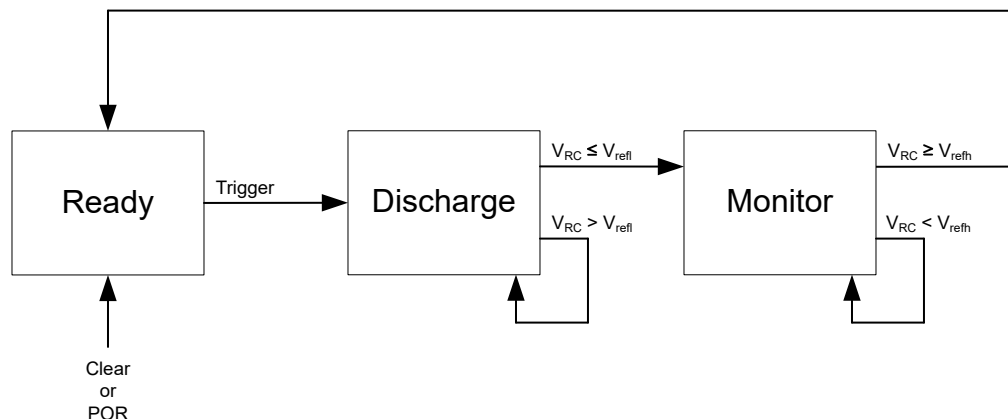 Ready
Trigger
Discharge
V_RC ≤ V_refl
V_RC > V_refl
Monitor
V_RC ≥ V_refh
V_RC < V_refh
Clear
or
POR